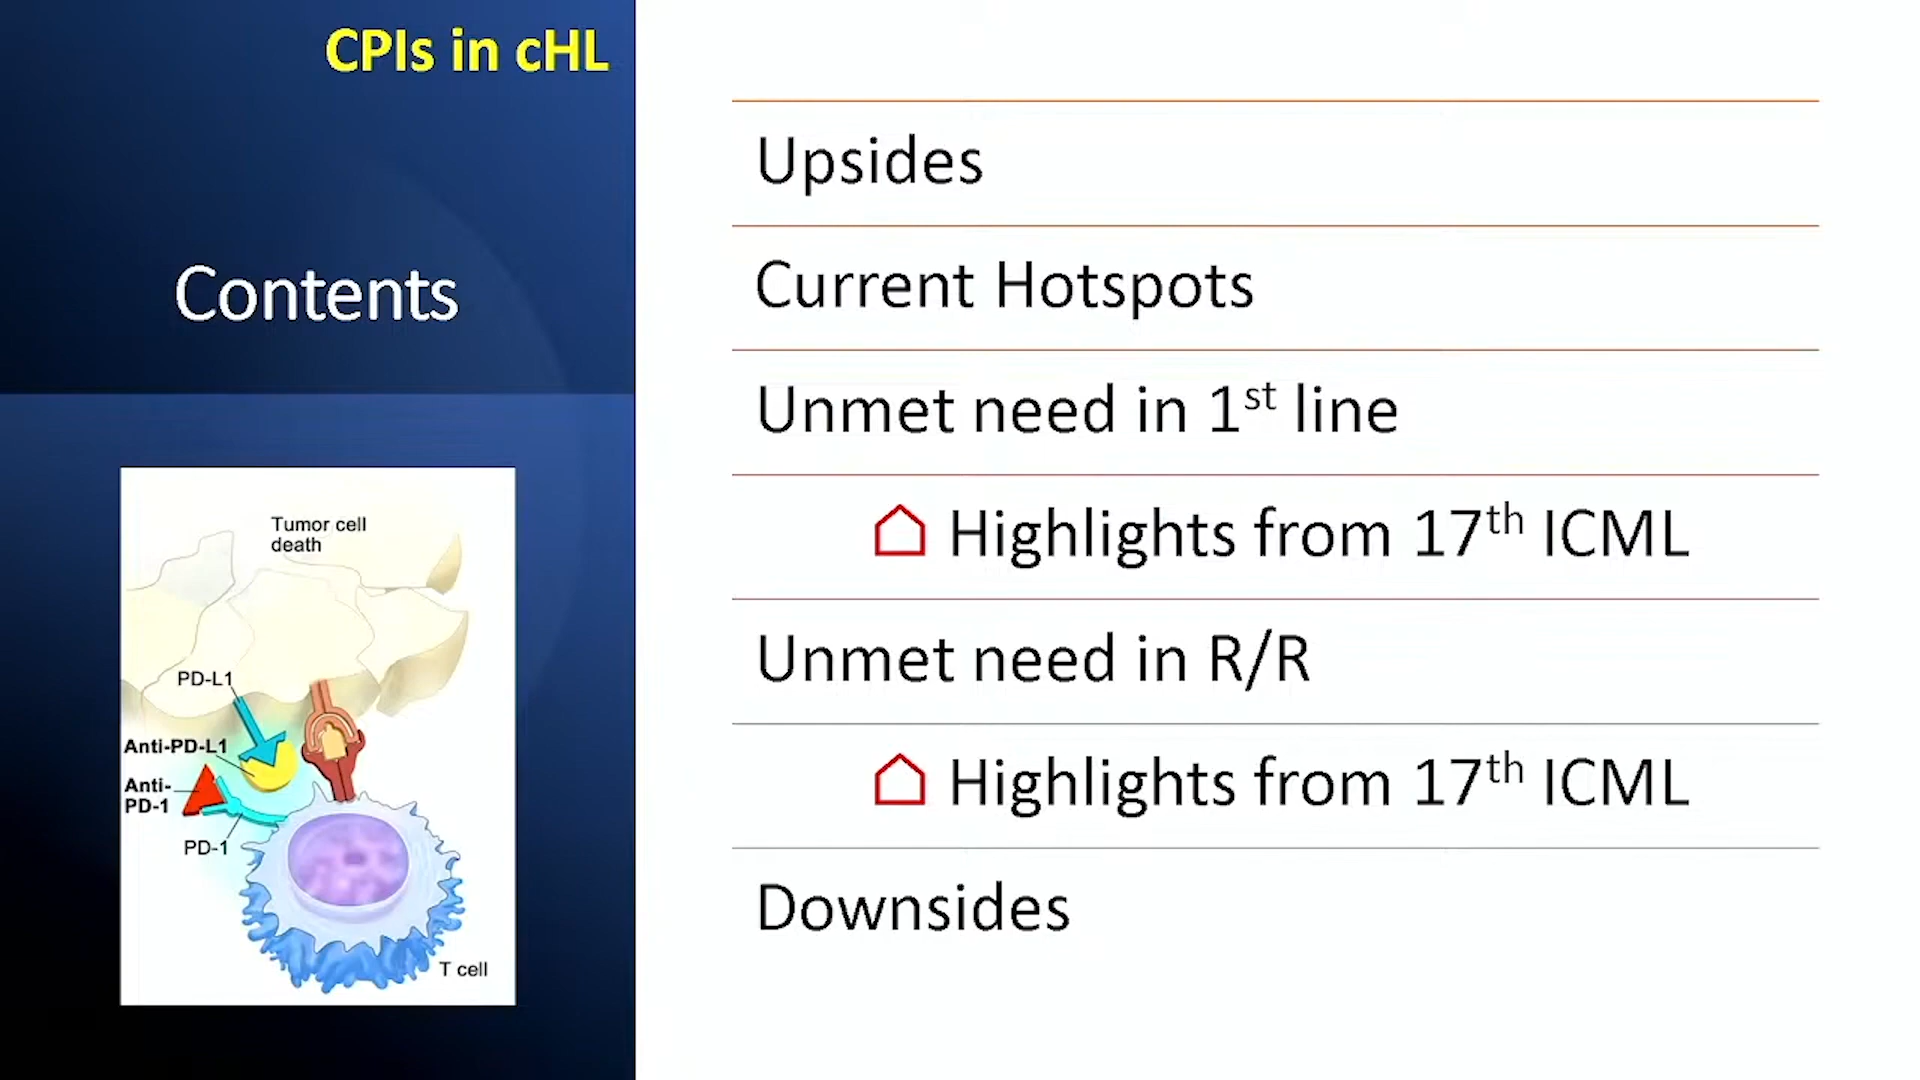 CPIs in cHL
Contents
Tumor cell
death
PD-L1
Anti-PD-L1
Anti-
PD-1
PD-1
T cell
Upsides
Current Hotspots
Unmet need in 1st line
Highlights from 17th ICML
Unmet need in R/R
Highlights from 17th ICML
Downsides